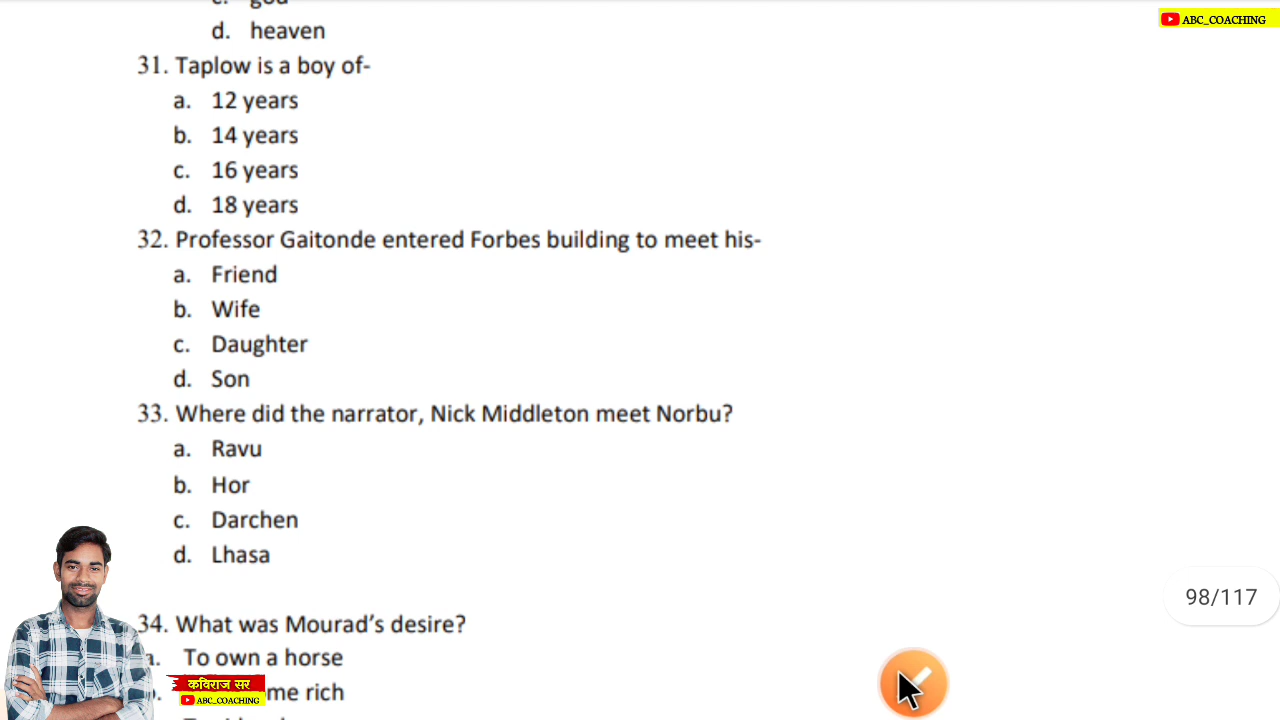 d. heaven
ABC_COACHING
31. Taplow is a boy of-
a. 12 years
b. 14 years
c. 16 years
d. 18 years
32. Professor Gaitonde entered Forbes building to meet his-
a. Friend
b. Wife
c. Daughter
d. Son
33. Where did the narrator, Nick Middleton meet Norbu?
a. Ravu
b. Hor
c. Darchen
d. Lhasa
98/117
34. What was Mourad's desire?
a. To own a horse
me rich
कविराज सर
ABC_COACHING